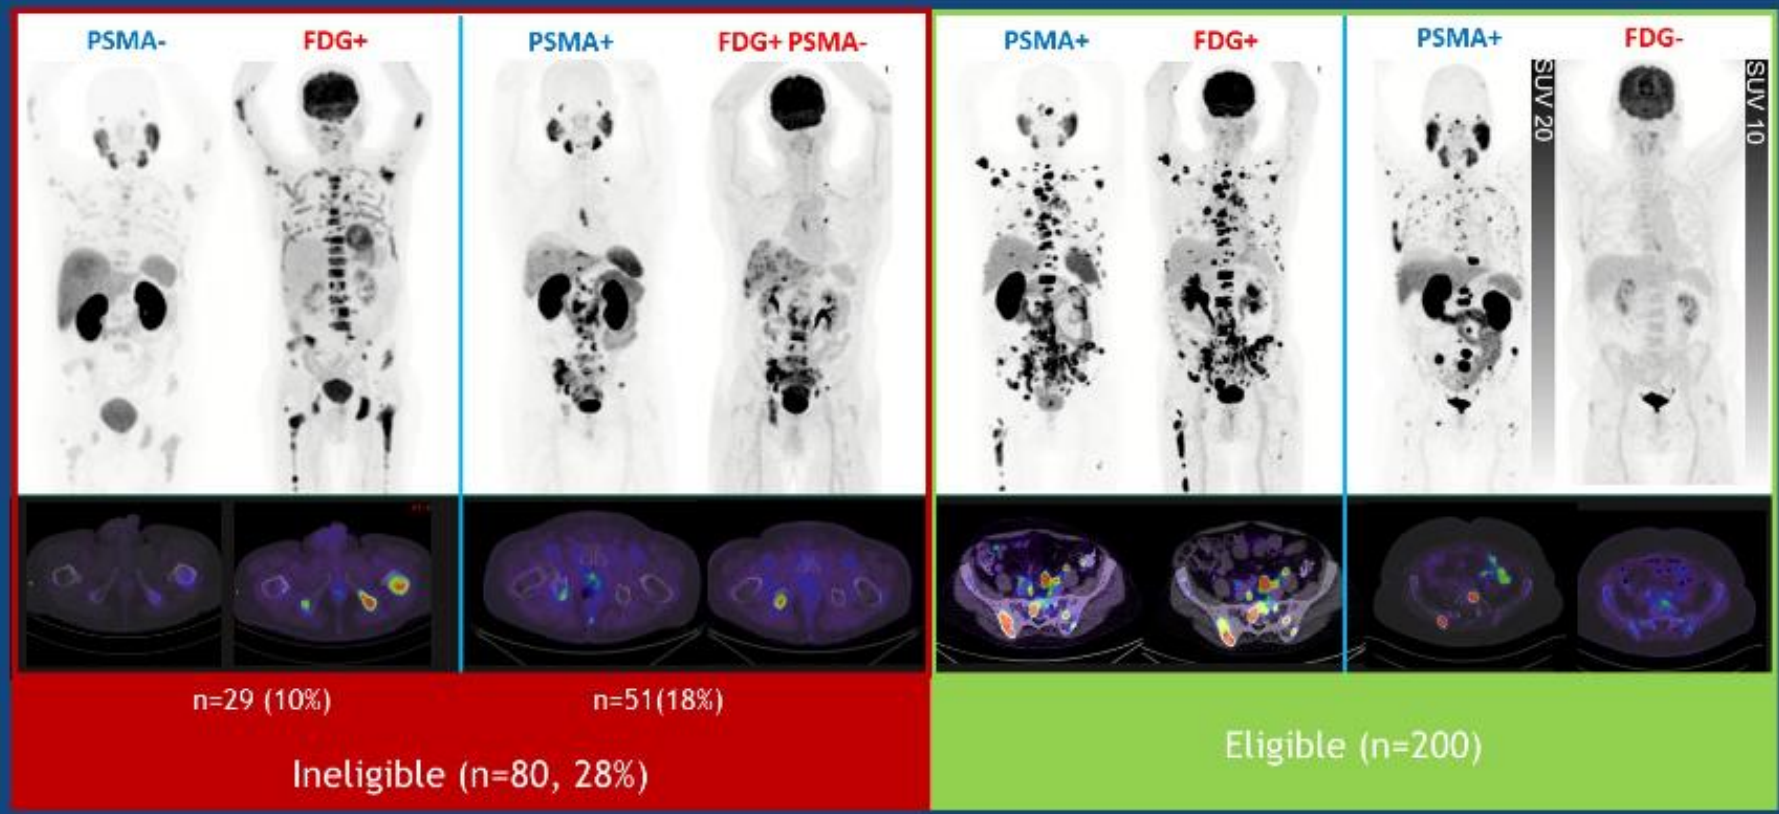 PSMA- FDG+ PSMA+ FDG+ PSMA- PSMA+ FDG+ PSMA+ FDG-
SUV 20
SUV 10
n=29 (10%) n=51(18%)
Ineligible (n=80, 28%)
Eligible (n=200)